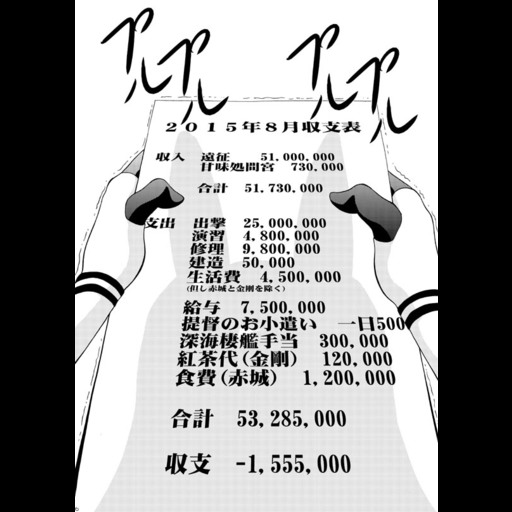 プルプル
プルプル
2015年8月収支表
収入 遠征 51,000,000
甘味処間宮 730,000
合計 51,730,000
支出 出撃 25,000,000
演習 4,800,000
修理 9,800,000
建造 50,000
生活費 4,500,000
(但し赤城と金剛を除く)
給与 7,500,000
提督のお小遣い 一日500
深海棲艦手当 300,000
紅茶代(金剛) 120,000
食費(赤城) 1,200,000
合計 53,285,000
収支 -1,555,000